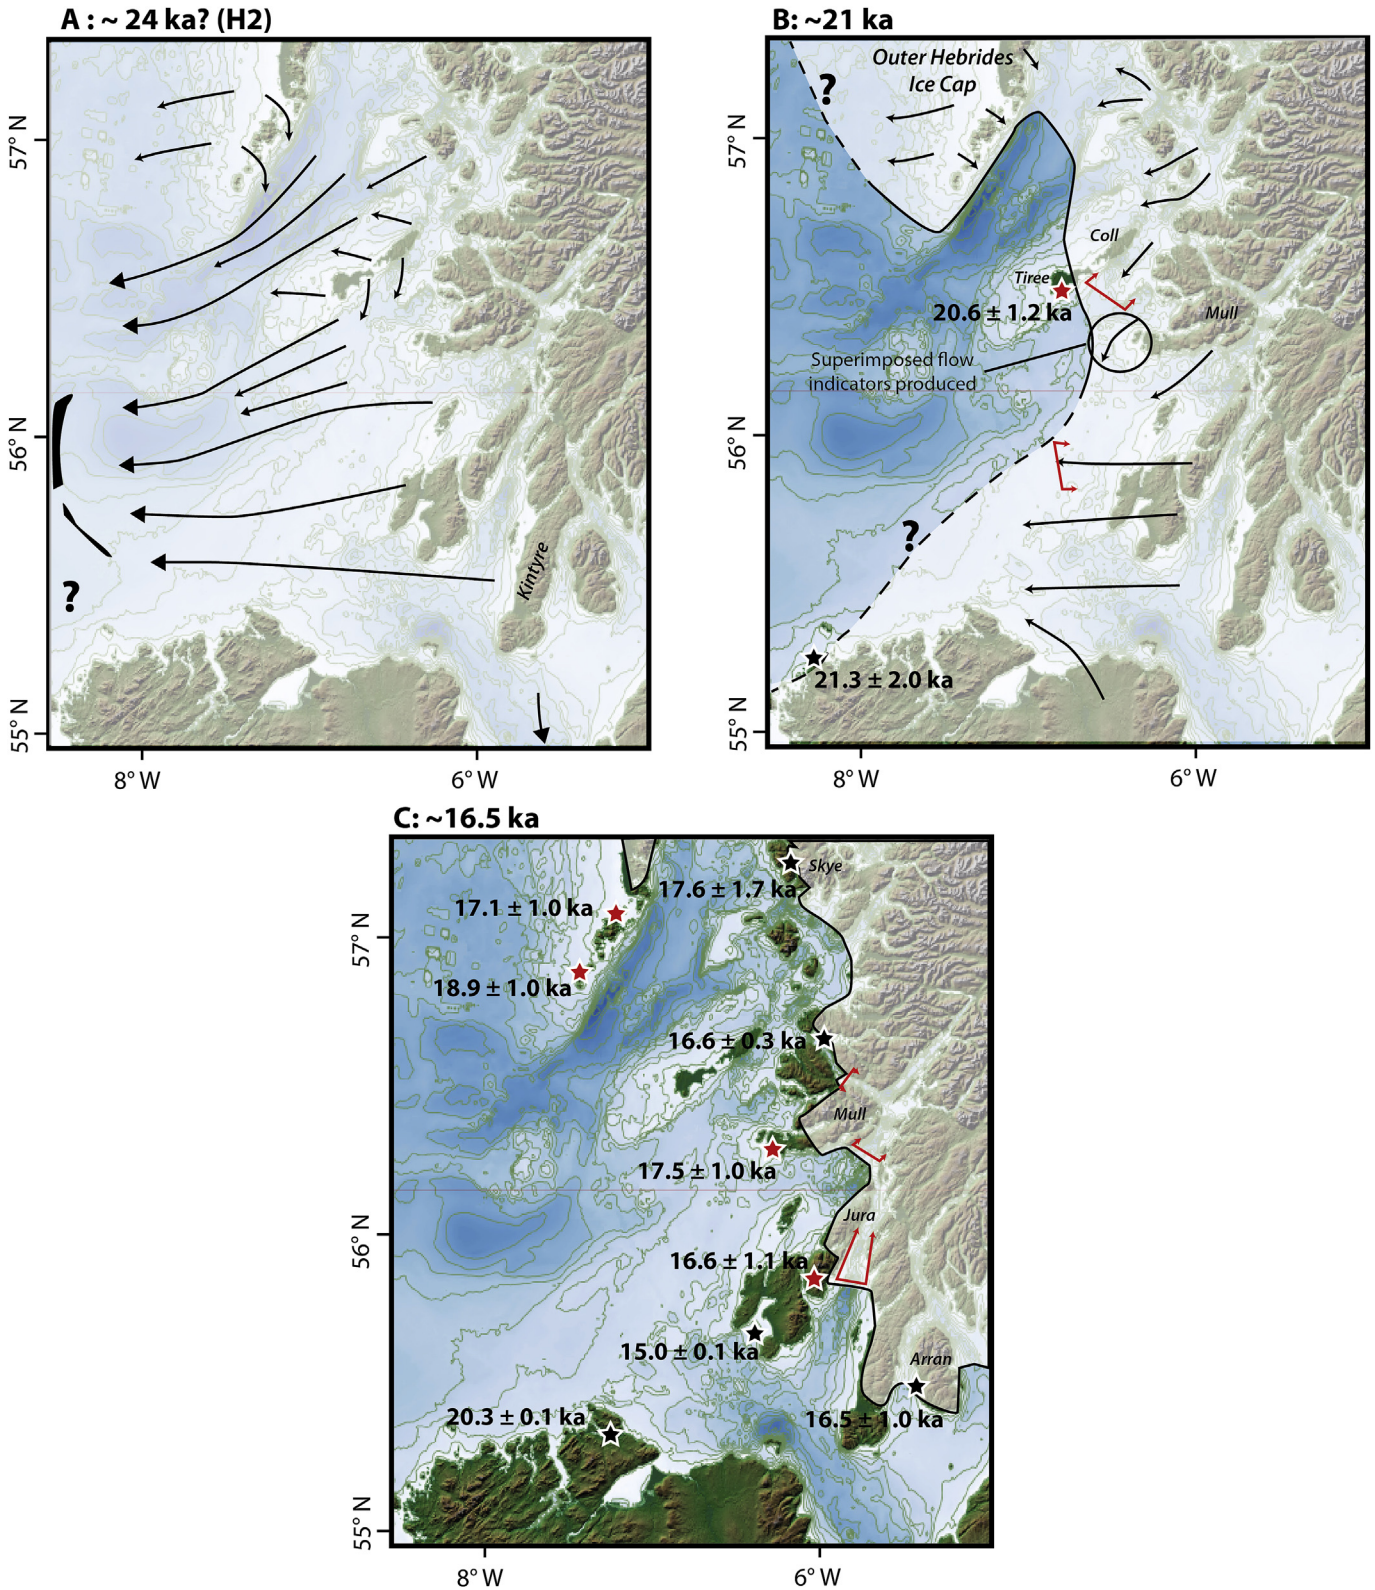 A : ~ 24 ka? (H2)
57° N
56° N
55° N
8° W
6° W
?
Kintyre
B: ~21 ka
57° N
56° N
55° N
8° W
6° W
?
Outer Hebrides
Ice Cap
Coll
Tiree
20.6 ± 1.2 ka
Mull
Superimposed flow
indicators produced
?
21.3 ± 2.0 ka
C: ~16.5 ka
57° N
56° N
55° N
8° W
6° W
Skye
17.6 ± 1.7 ka
17.1 ± 1.0 ka
18.9 ± 1.0 ka
16.6 ± 0.3 ka
Mull
17.5 ± 1.0 ka
Jura
16.6 ± 1.1 ka
15.0 ± 0.1 ka
Arran
20.3 ± 0.1 ka
16.5 ± 1.0 ka